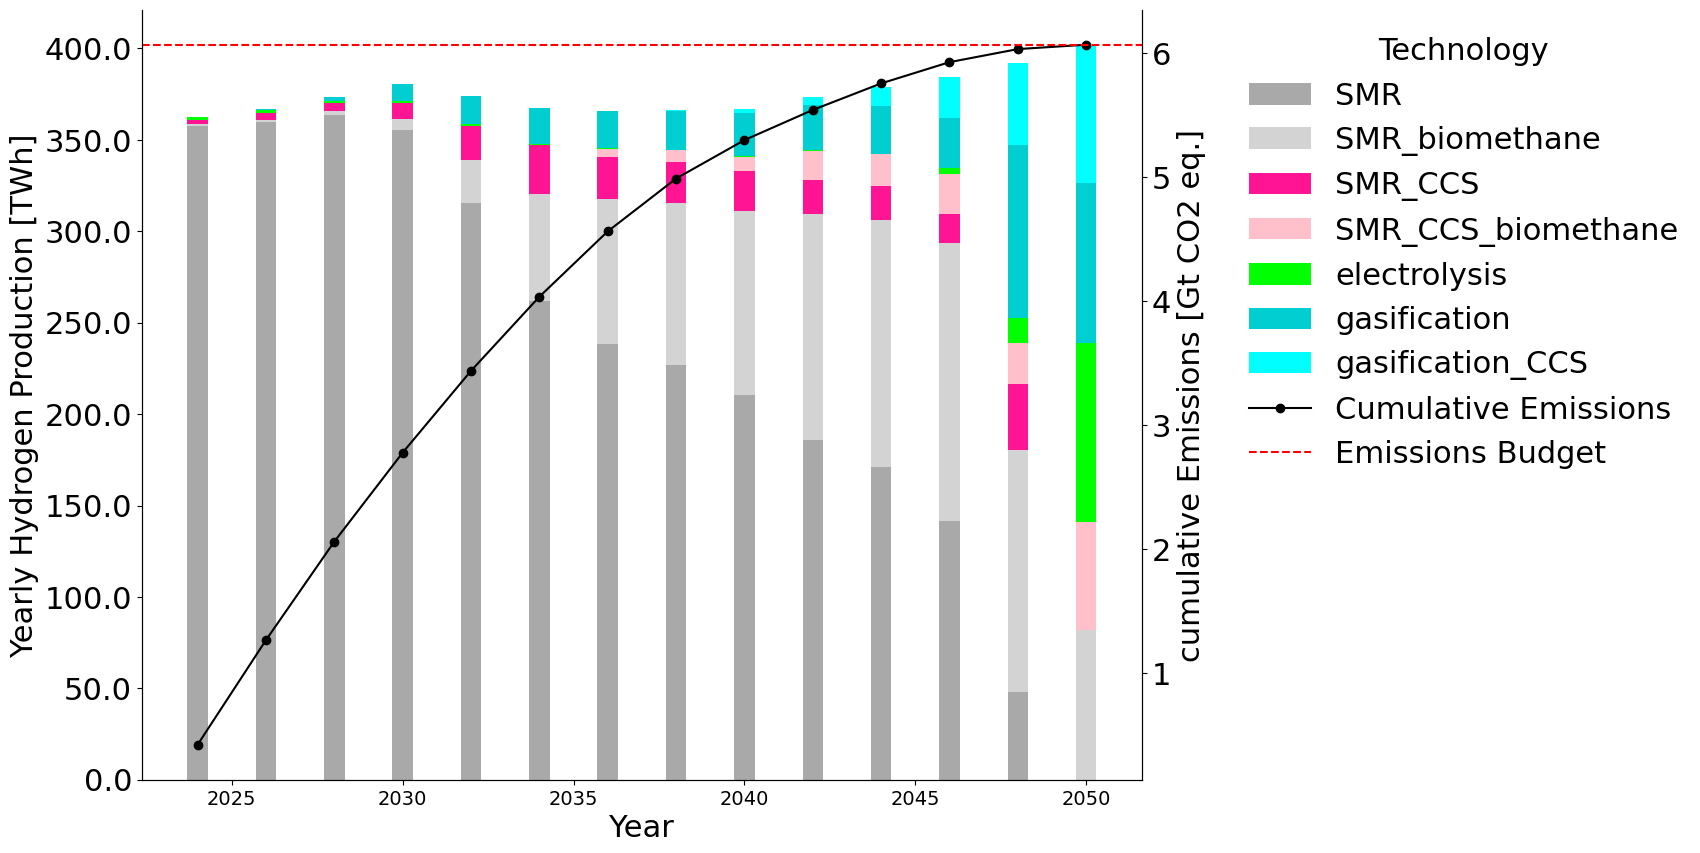 Yearly Hydrogen Production [TWh]
400.0
350.0
300.0
250.0
200.0
150.0
100.0
50.0
0.0
2025
2030
2035
2040
2045
2050
Year
6
5
4
3
2
1
cumulative Emissions [Gt CO2 eq.]
Technology
SMR
SMR_biomethane
SMR_CCS
SMR_CCS_biomethane
electrolysis
gasification
gasification_CCS
Cumulative Emissions
Emissions Budget